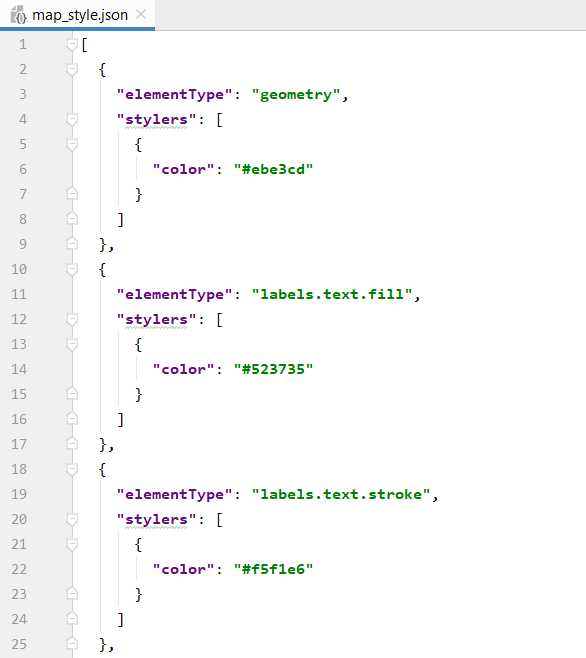 map_style.json
1 [
2 {
3 "elementType": "geometry",
4 "stylers": [
5 {
6 "color": "#ebe3cd"
7 }
8 ]
9 },
10 {
11 "elementType": "labels.text.fill",
12 "stylers": [
13 {
14 "color": "#523735"
15 }
16 ]
17 },
18 {
19 "elementType": "labels.text.stroke",
20 "stylers": [
21 {
22 "color": "#f5f1e6"
23 }
24 ]
25 },